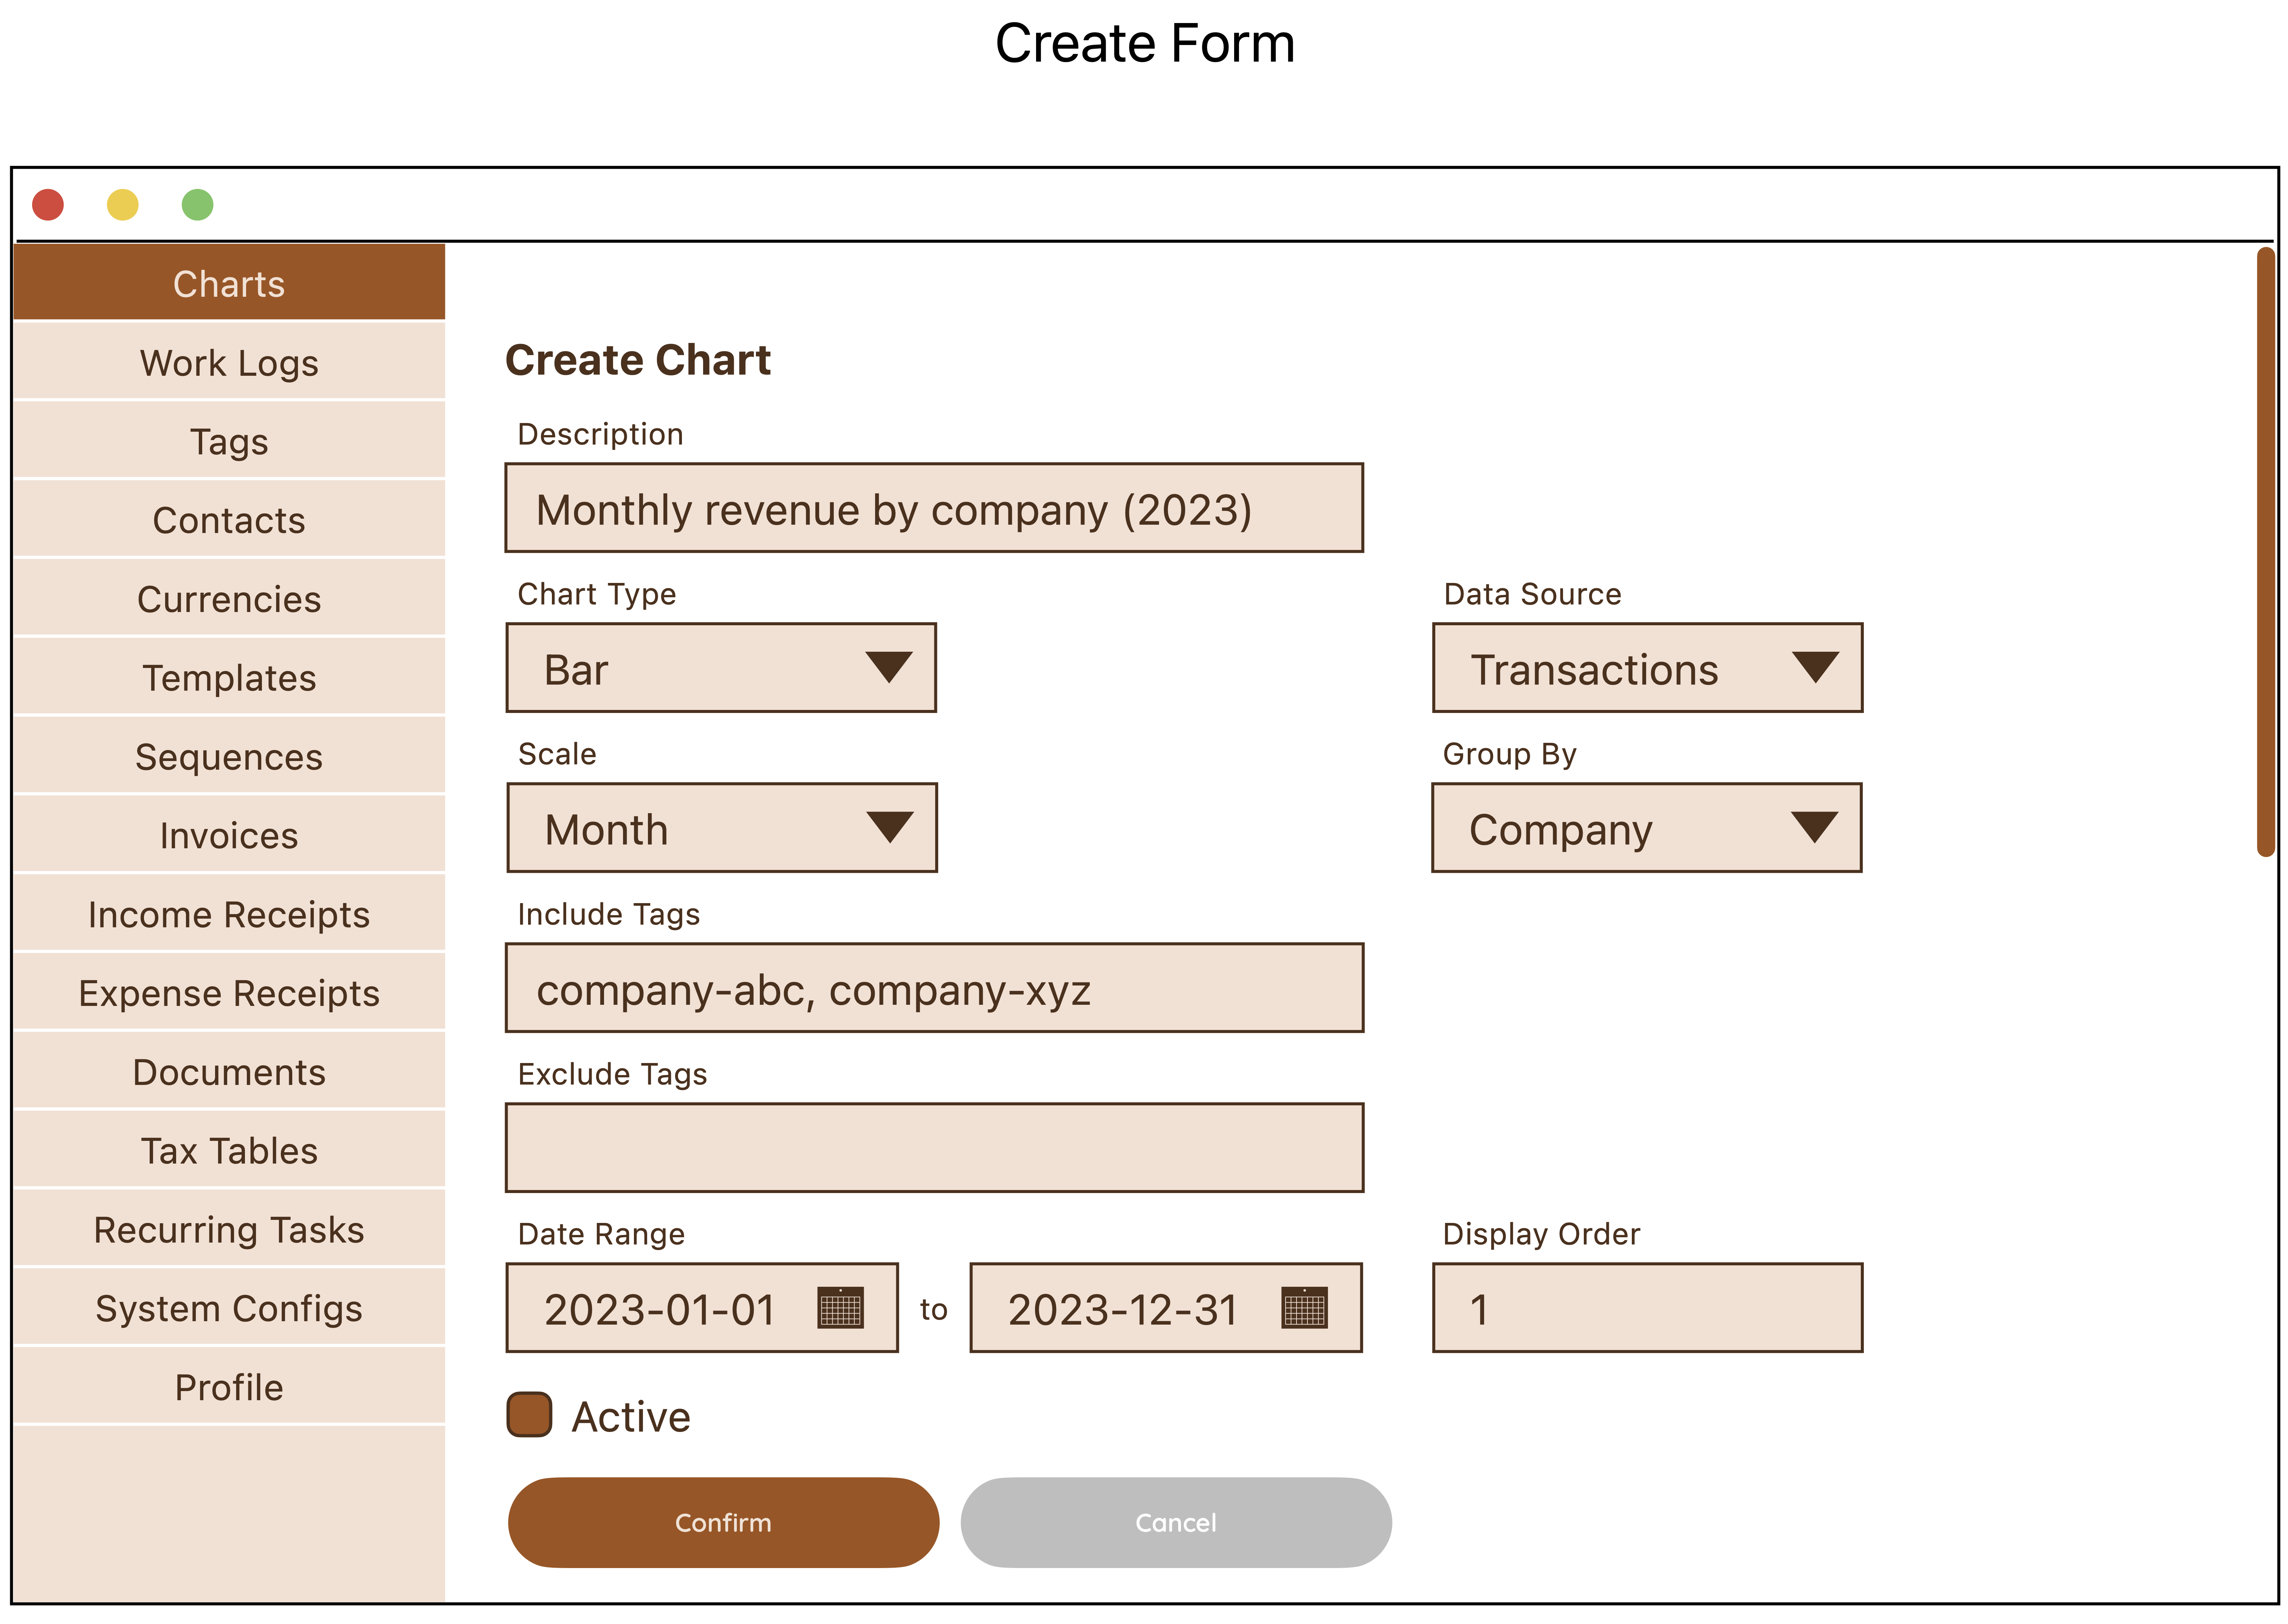 Create Form
Charts
Work Logs
Tags
Contacts
Currencies
Templates
Sequences
Invoices
Income Receipts
Expense Receipts
Documents
Tax Tables
Recurring Tasks
System Configs
Profile
Create Chart
Description
Monthly revenue by company (2023)
Chart Type
Bar
Data Source
Transactions
Scale
Month
Group By
Company
Include Tags
company-abc, company-xyz
Exclude Tags
Date Range
2023-01-01 to 2023-12-31
Display Order
1
Active
Confirm
Cancel